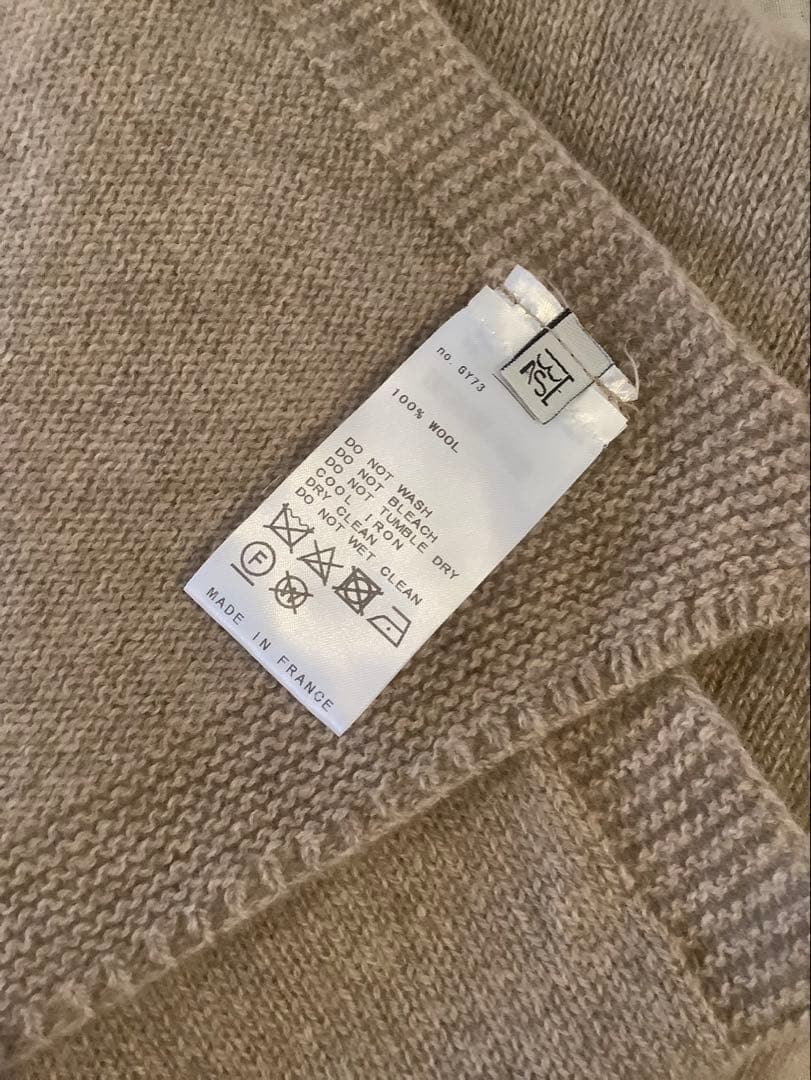 no. GY73
100% WOOL
DO NOT WASH
DO NOT BLEACH
DO NOT TUMBLE DRY
COOL IRON
DRY CLEAN
DO NOT WET CLEAN
F
W
MADE IN FRANCE